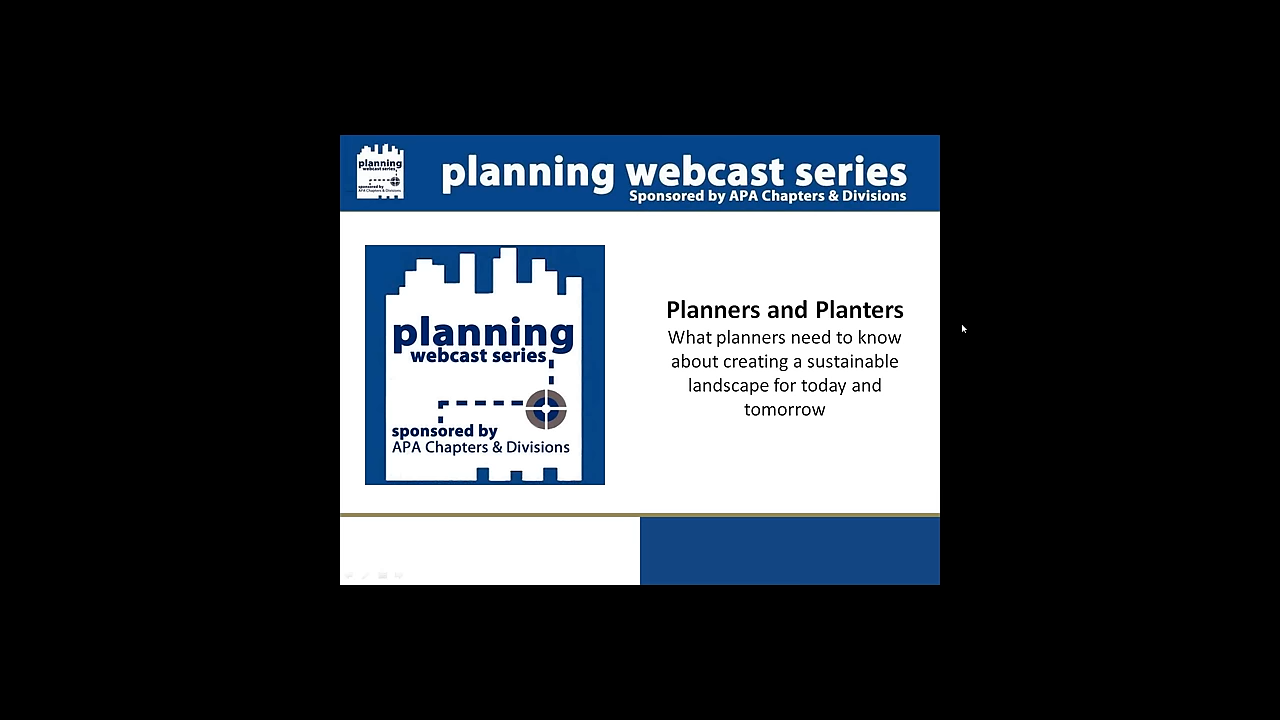 planning
webcast series
sponsored by
APA Chapters & Divisions
planning webcast series
Sponsored by APA Chapters & Divisions
planning
webcast series
sponsored by
APA Chapters & Divisions
Planners and Planters
What planners need to know
about creating a sustainable
landscape for today and
tomorrow